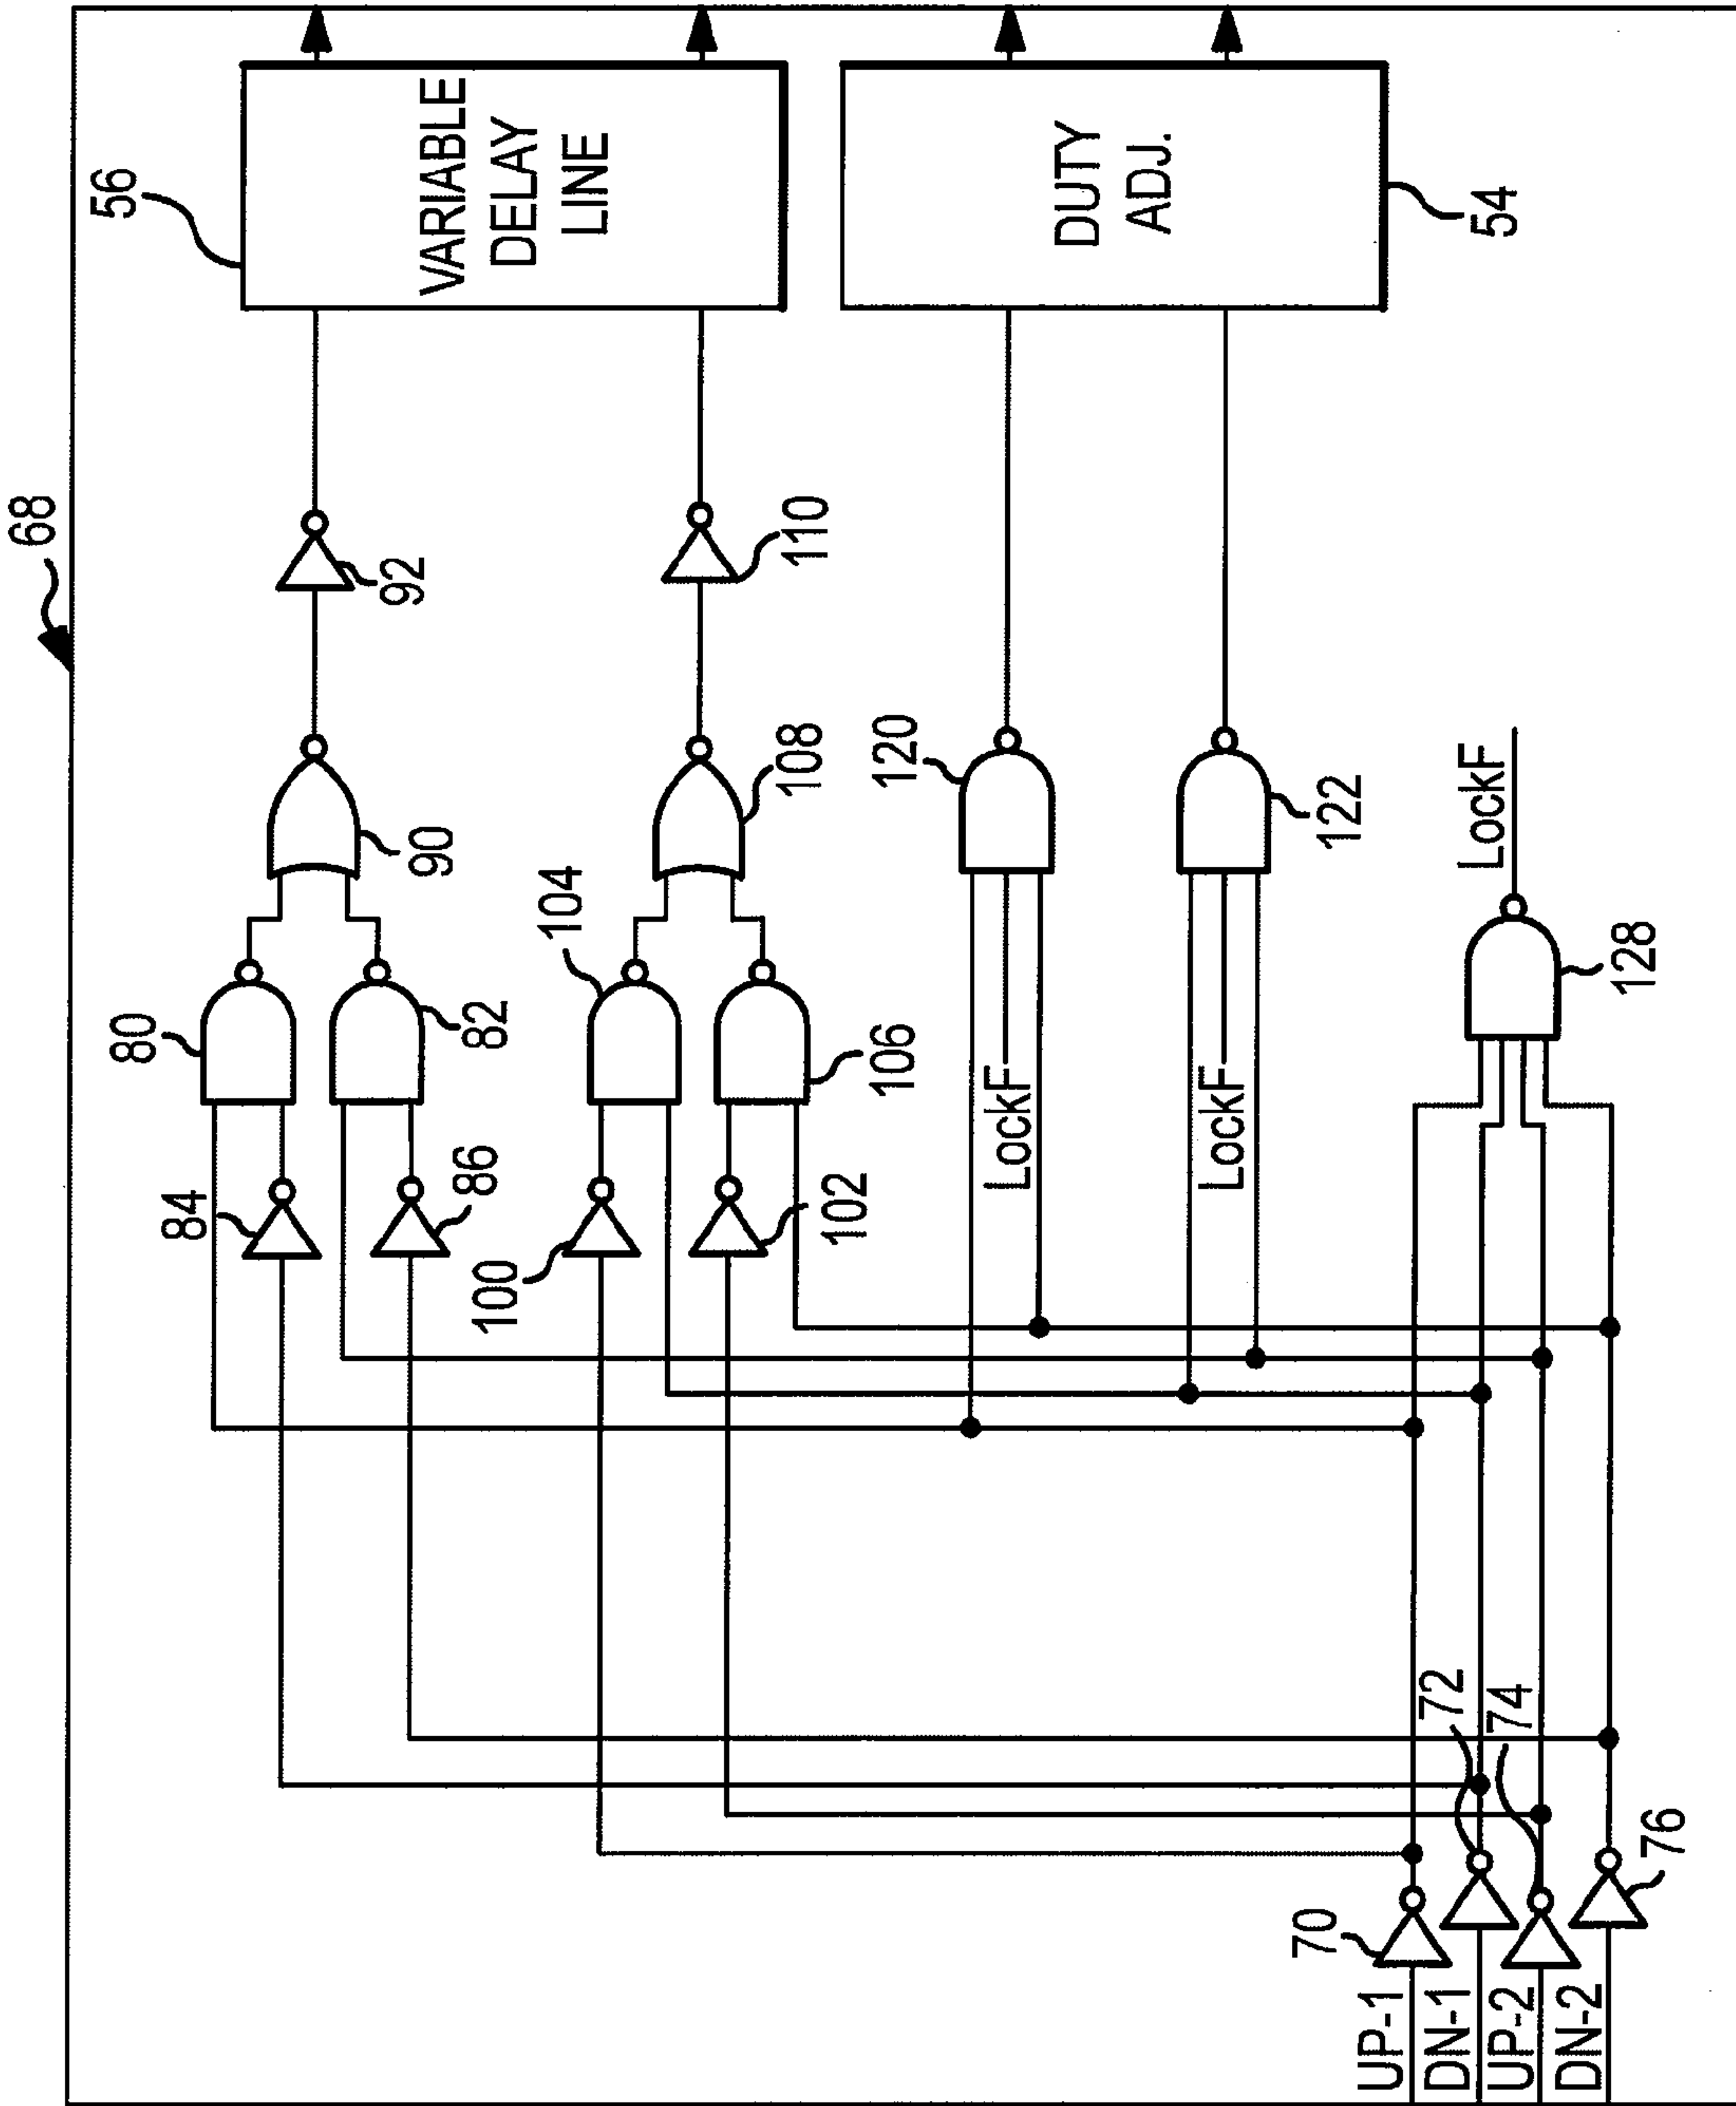 68
56
VARIABLE
DELAY
LINE
92
90
80
82
84
86
110
108
104
106
100
102
DUTY
ADJ.
54
120
LockF
122
LockF
LockF
128
72
74
70
76
UP-1
DN-1
UP-2
DN-2